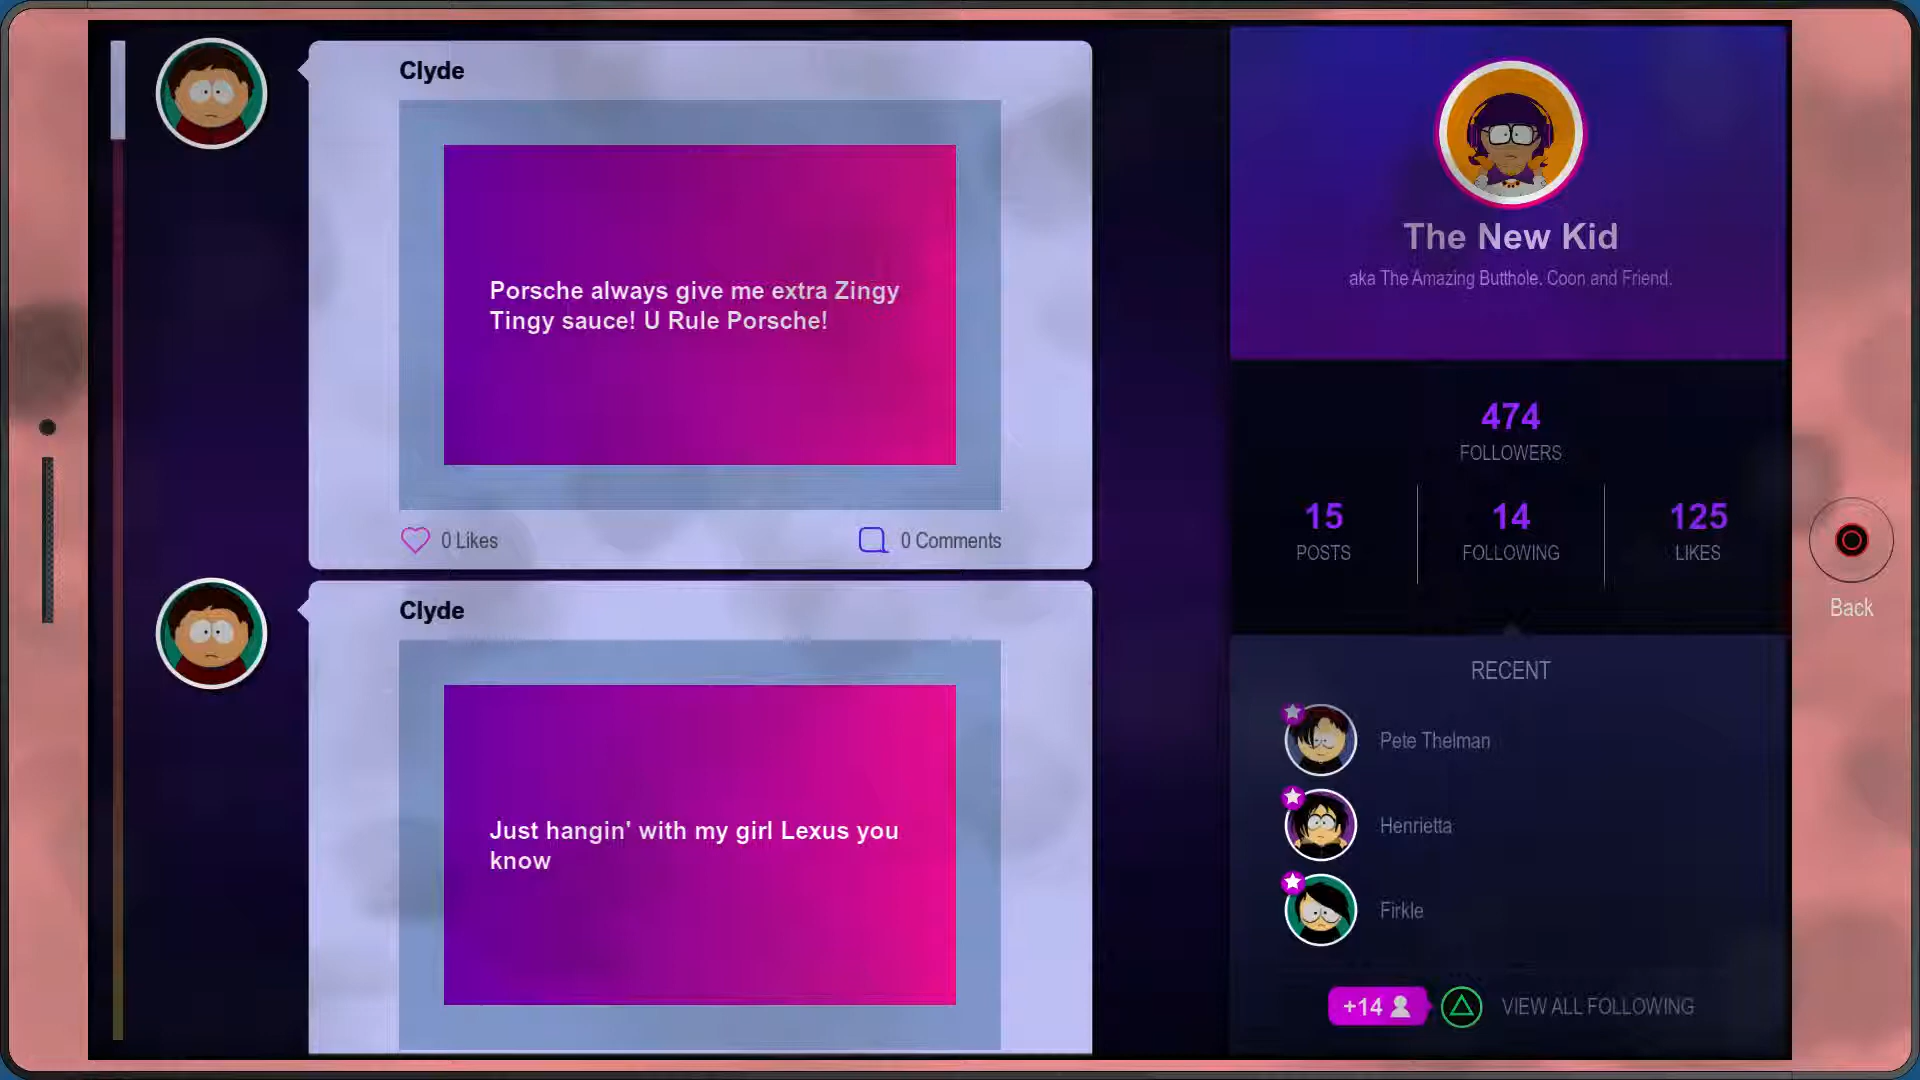 Clyde
Porsche always give me extra Zingy
Tingy sauce! U Rule Porsche!
0 Likes
0 Comments
Clyde
Just hangin' with my girl Lexus you
know
The New Kid
aka The Amazing Butthole. Coon and Friend.
474
FOLLOWERS
15
POSTS
14
FOLLOWING
125
LIKES
RECENT
Pete Thelman
Henrietta
Firkle
+14
VIEW ALL FOLLOWING
Back